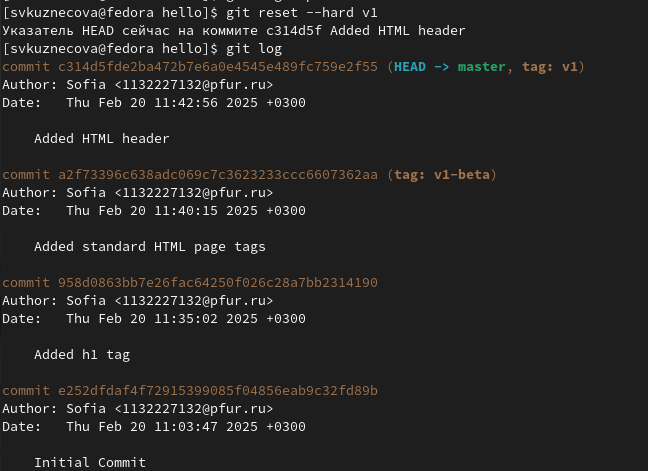 [svkuznecova@fedora hello]$ git reset --hard v1
Указатель HEAD сейчас на коммите c314d5f Added HTML header
[svkuznecova@fedora hello]$ git log
commit c314d5fde2ba472b7e6a0e4545e489fc759e2f55 (HEAD -> master, tag: v1)
Author: Sofia <1132227132@pfur.ru>
Date:   Thu Feb 20 11:42:56 2025 +0300
    Added HTML header
commit a2f73396c638adc069c7c3623233ccc6607362aa (tag: v1-beta)
Author: Sofia <1132227132@pfur.ru>
Date:   Thu Feb 20 11:40:15 2025 +0300
    Added standard HTML page tags
commit 958d0863bb7e26fac64250f026c28a7bb2314190
Author: Sofia <1132227132@pfur.ru>
Date:   Thu Feb 20 11:35:02 2025 +0300
    Added h1 tag
commit e252dfdaf4f72915399085f04856eab9c32fd89b
Author: Sofia <1132227132@pfur.ru>
Date:   Thu Feb 20 11:03:47 2025 +0300
    Initial Commit